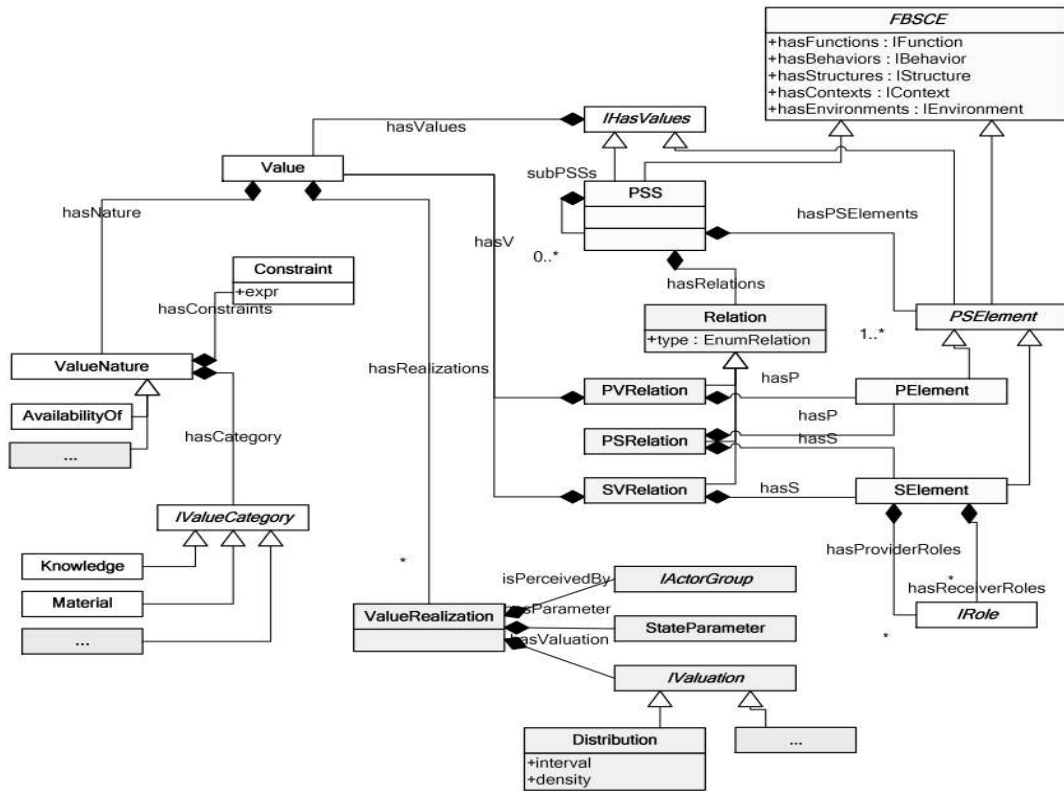 FBSCE
+hasFunctions : IFunction
+hasBehaviors : IBehavior
+hasStructures : IStructure
+hasContexts : IContext
+hasEnvironments : IEnvironment
IHasValues
hasValues
Value
subPSSs
PSS
hasNature
hasPSElements
hasV
0..*
Constraint
+expr
hasRelations
hasConstraints
Relation
+type : EnumRelation
PSElement
1..*
ValueNature
hasRealizations
hasP
PVRelation
PElement
AvailabilityOf
hasP
hasCategory
PSRelation
hasS
...
SVRelation
hasS
SElement
IValueCategory
hasProviderRoles
Knowledge
*
isPerceivedBy
IActorGroup
*
hasReceiverRoles
Material
ValueRealization
hasParameter
IRole
StateParameter
*
...
hasValuation
IValuation
Distribution
+interval
+density
...